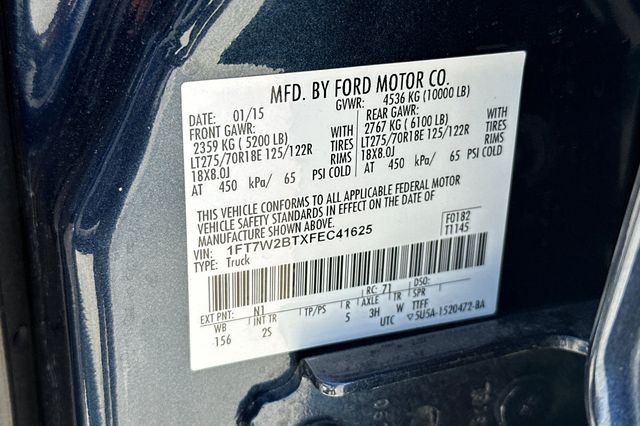 MFD. BY FORD MOTOR CO.
DATE: 01/15 GVWR: 4536 KG (10000 LB)
FRONT GAWR: REAR GAWR:
2359 KG ( 5200 LB) WITH 2767 KG ( 6100 LB) WITH
LT275/70R18E 125/122R TIRES LT275/70R18E 125/122R TIRES
18X8.0J RIMS 18X8.0J RIMS
AT 450 kPa/ 65 PSI COLD AT 450 kPa/ 65 PSI COLD
THIS VEHICLE CONFORMS TO ALL APPLICABLE FEDERAL MOTOR
VEHICLE SAFETY STANDARDS IN EFFECT ON THE DATE OF
MANUFACTURE SHOWN ABOVE. F0182
VIN: 1FT7W2BTXFEC41625 T1145
TYPE: Truck
RC: 71 DSO:
EXT PNT: N1 TP/PS R AXLE TR SPR
WB INT TR 5 3H W TTFF
156 2S UTC ▽5U5A-1520472-BA